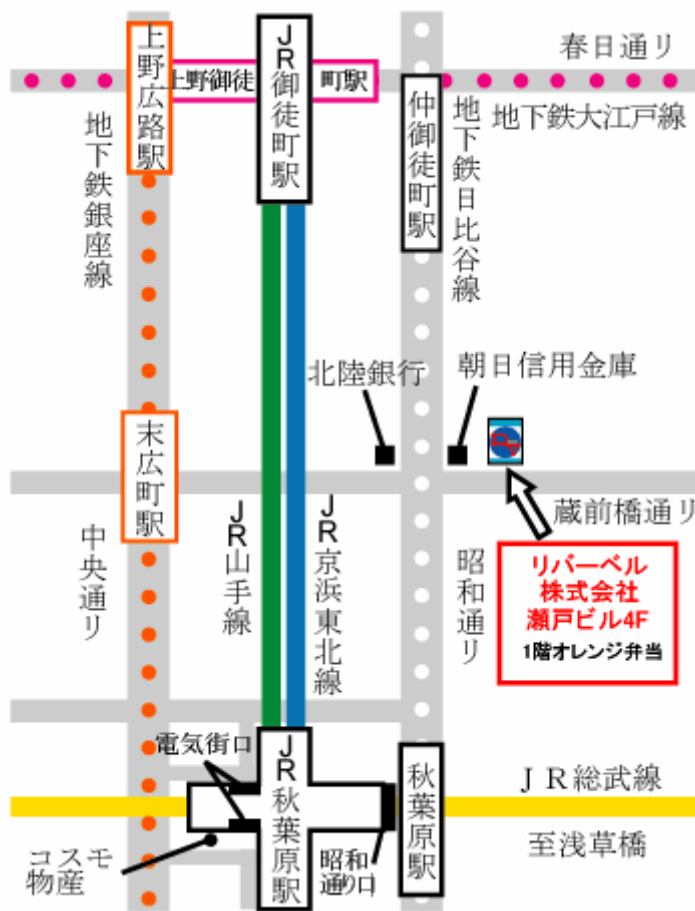 春日通り
上野広路駅
上野御徒
JR御徒町駅
町駅
仲御徒町駅
地下鉄大江戸線
地下鉄銀座線
地下鉄日比谷線
北陸銀行
朝日信用金庫
末広町駅
蔵前橋通り
中央通り
JR山手線
JR京浜東北線
昭和通り
リバーベル
株式会社
瀬戸ビル4F
1階オレンジ弁当
電気街口
JR秋葉原駅
秋葉原駅
JR総武線
至浅草橋
コスモ
物産
昭和
通り口